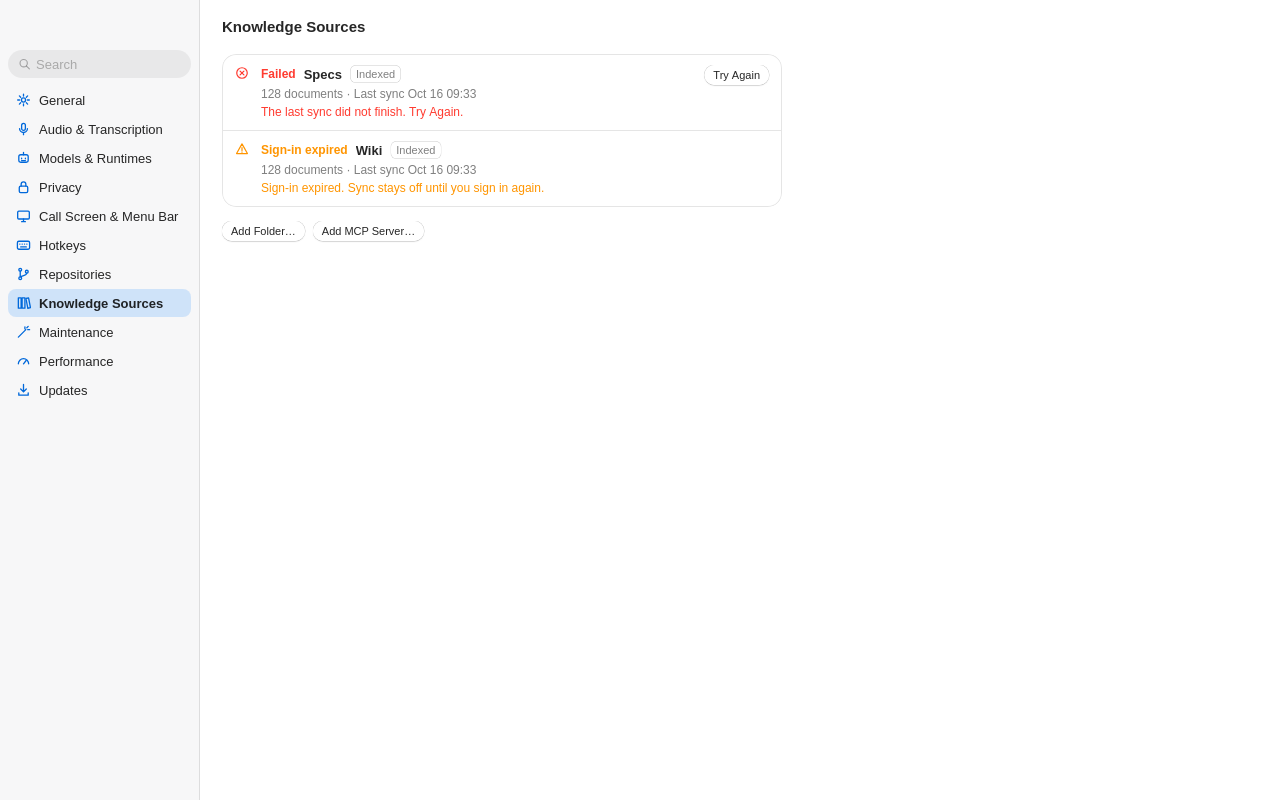 Search
General
Audio & Transcription
Models & Runtimes
Privacy
Call Screen & Menu Bar
Hotkeys
Repositories
Knowledge Sources
Maintenance
Performance
Updates
Knowledge Sources
Failed Specs Indexed Try Again
128 documents · Last sync Oct 16 09:33
The last sync did not finish. Try Again.
Sign-in expired Wiki Indexed
128 documents · Last sync Oct 16 09:33
Sign-in expired. Sync stays off until you sign in again.
Add Folder… Add MCP Server…